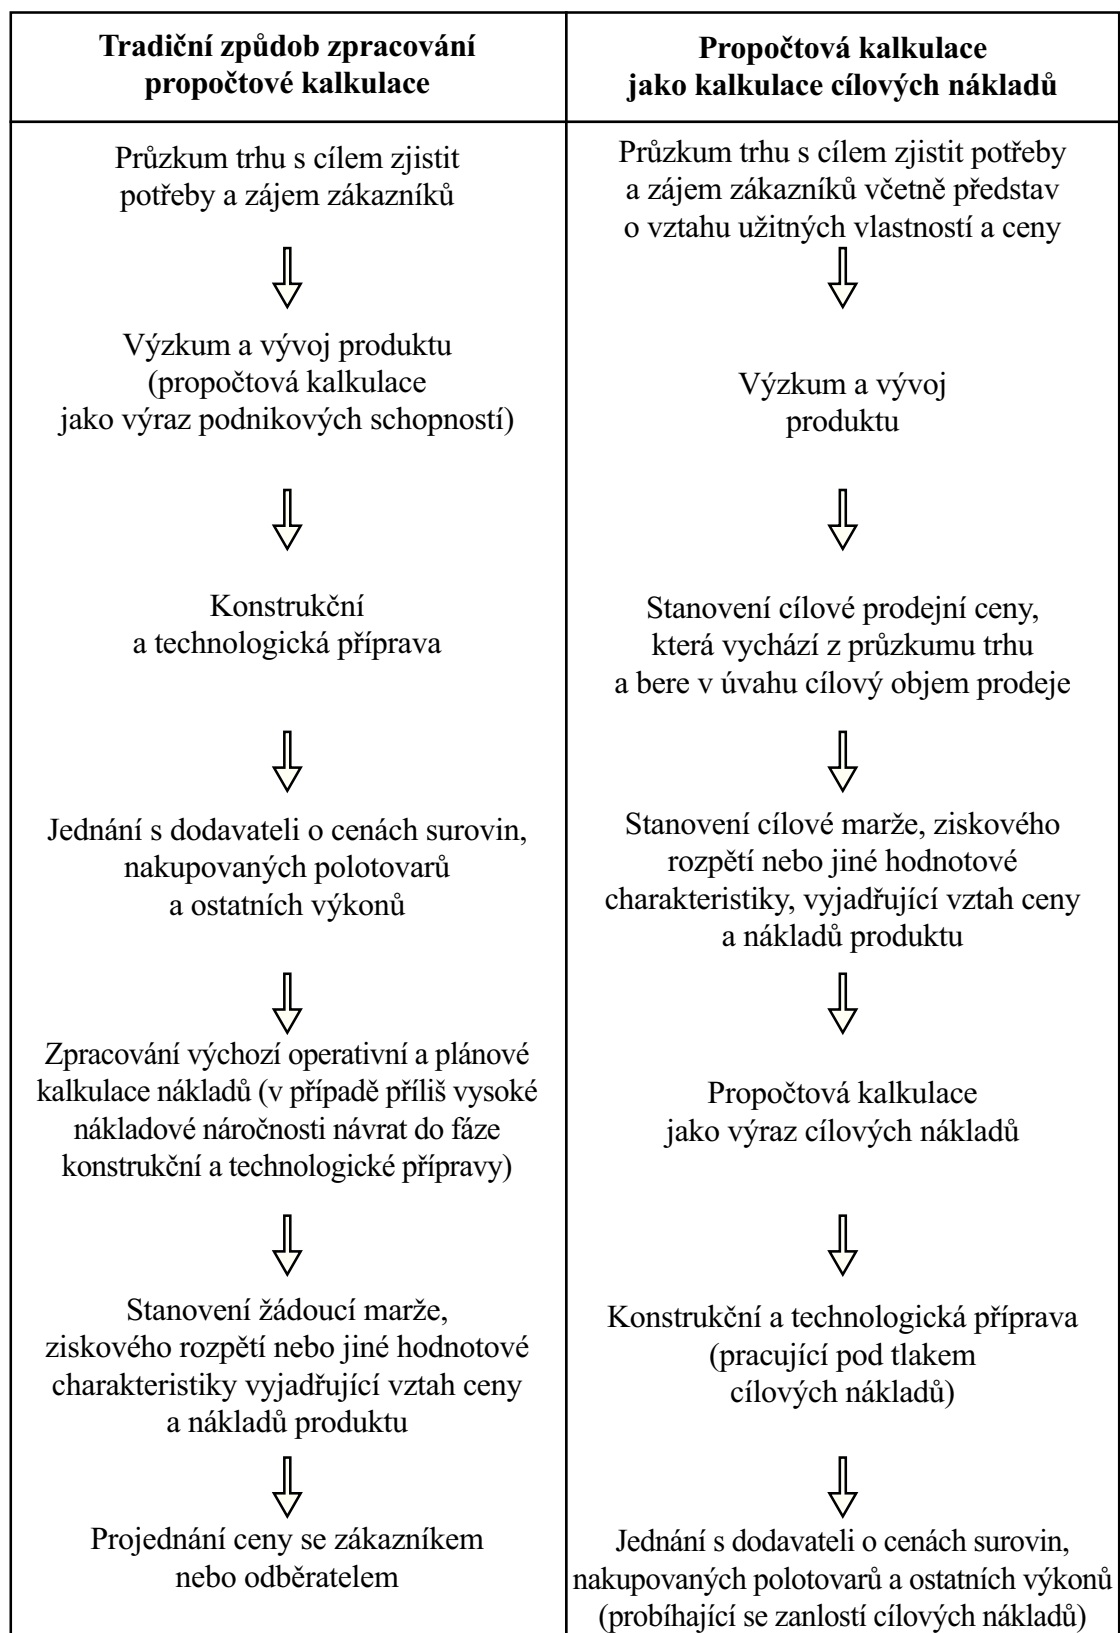 Tradiční způsob zpracování
propočtové kalkulace
Průzkum trhu s cílem zjistit
potřeby a zájem zákazníků
Výzkum a vývoj produktu
(propočtová kalkulace
jako výraz podnikových schopností)
Konstrukční
a technologická příprava
Jednání s dodavateli o cenách surovin,
nakupovaných polotovarů
a ostatních výkonů
Zpracování výchozí operativní a plánové
kalkulace nákladů (v případě příliš vysoké
nákladové náročnosti návrat do fáze
konstrukční a technologické přípravy)
Stanovení žádoucí marže,
ziskového rozpětí nebo jiné hodnotové
charakteristiky vyjadřující vztah ceny
a nákladů produktu
Projednání ceny se zákazníkem
nebo odběratelem
Propočtová kalkulace
jako kalkulace cílových nákladů
Průzkum trhu s cílem zjistit potřeby
a zájem zákazníků včetně představ
o vztahu užitných vlastností a ceny
Výzkum a vývoj
produktu
Stanovení cílové prodejní ceny,
která vychází z průzkumu trhu
a bere v úvahu cílový objem prodeje
Stanovení cílové marže, ziskového
rozpětí nebo jiné hodnotové
charakteristiky, vyjadřující vztah ceny
a nákladů produktu
Propočtová kalkulace
jako výraz cílových nákladů
Konstrukční a technologická příprava
(pracující pod tlakem
cílových nákladů)
Jednání s dodavateli o cenách surovin,
nakupovaných polotovarů a ostatních výkonů
(probíhající se zanlostí cílových nákladů)